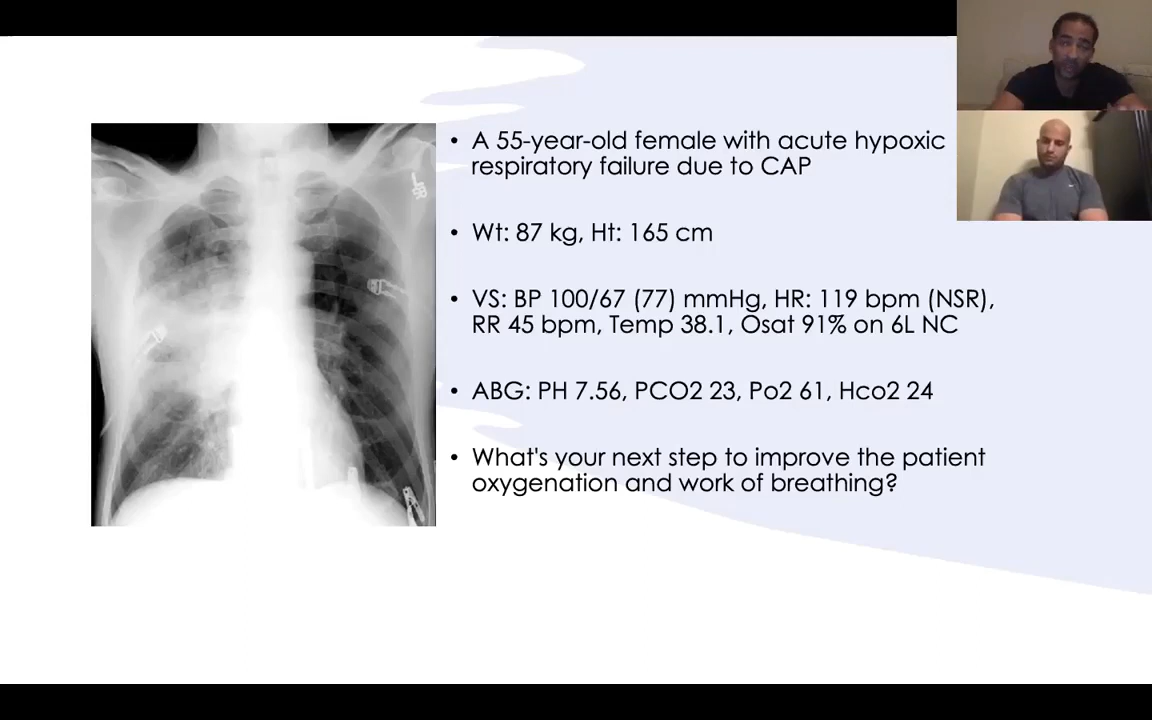 • A 55-year-old female with acute hypoxic
respiratory failure due to CAP
• Wt: 87 kg, Ht: 165 cm
• VS: BP 100/67 (77) mmHg, HR: 119 bpm (NSR),
RR 45 bpm, Temp 38.1, Osat 91% on 6L NC
• ABG: PH 7.56, PCO2 23, Po2 61, Hco2 24
• What's your next step to improve the patient
oxygenation and work of breathing?